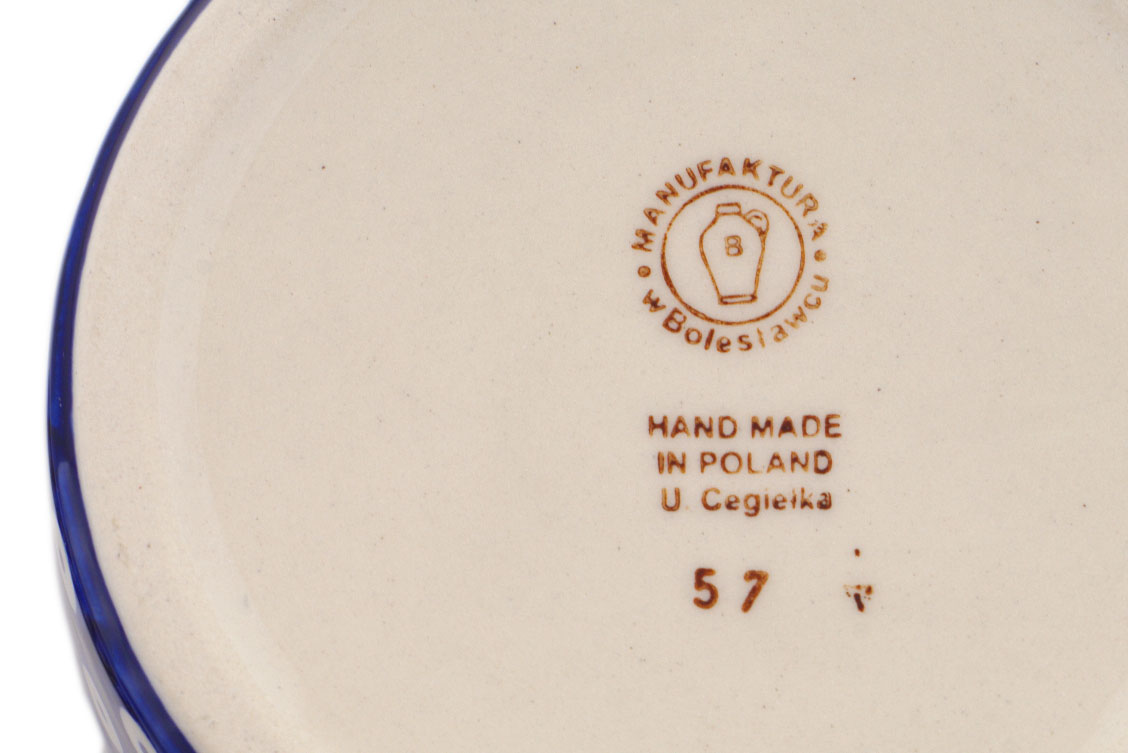 MANUFAKTURA
w Bolesławcu
B
HAND MADE
IN POLAND
U. Cegiełka
57